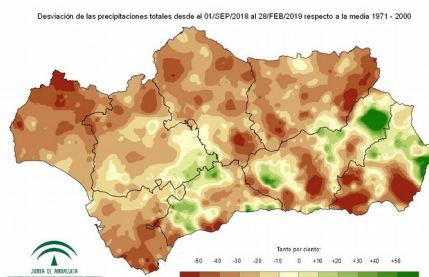 Desviación de las precipitaciones totales desde el 01/SEP/2018 al 28/FEB/2019 respecto a la media 1971 - 2000
Tanto por ciento:
-50 -40 -30 -20 -10 0 +10 +20 +30 +40 +50
JUNTA DE ANDALUCIA